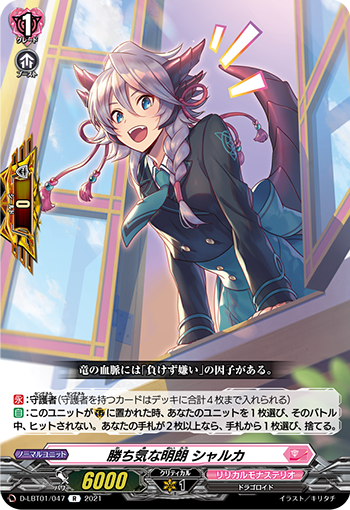 1
グレード
ブースト
シールド
0
竜の血脈には「負けず嫌い」の因子がある。
永:守護者(守護者を持つカードはデッキに合計4枚まで入れられる)
自:このユニットが(G)に置かれた時、あなたのユニットを1枚選び、そのバトル
中、ヒットされない。あなたの手札が2枚以上なら、手札から1枚選び、捨てる。
ノーマルユニット
勝ち気な明朗 シャルカ
リリカルモナステリオ
パワー
6000
クリティカル
1
ドラゴロイド
D-LBT01/047 R 2021
イラスト/キリタチ